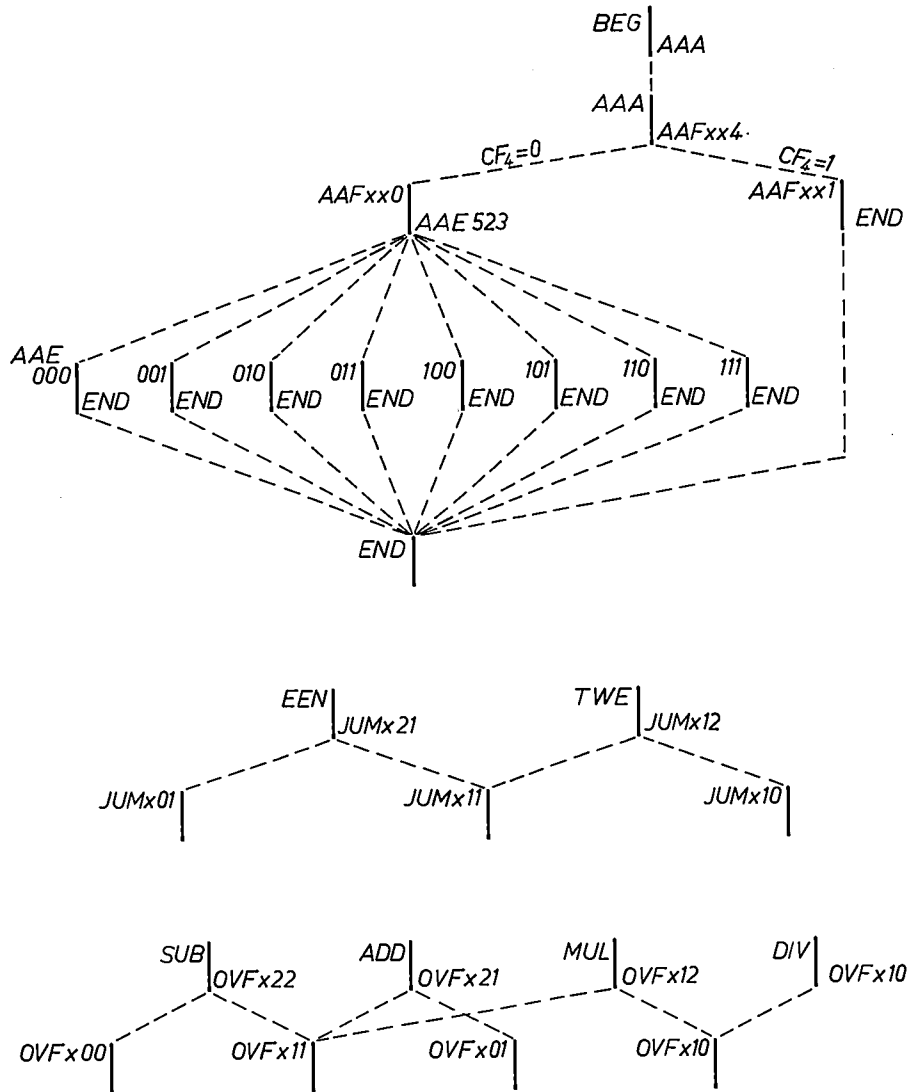 BEG
AAA
AAA
AAFxx4
CF₄=0
CF₄=1
AAFxx0
AAFxx1
AAE 523
END
AAE
000 001 010 011 100 101 110 111
END END END END END END END END
END
EEN TWE
JUMx21 JUMx12
JUMx01 JUMx11 JUMx10
SUB ADD MUL DIV
OVFx22 OVFx21 OVFx12 OVFx10
OVFx00 OVFx11 OVFx01 OVFx10